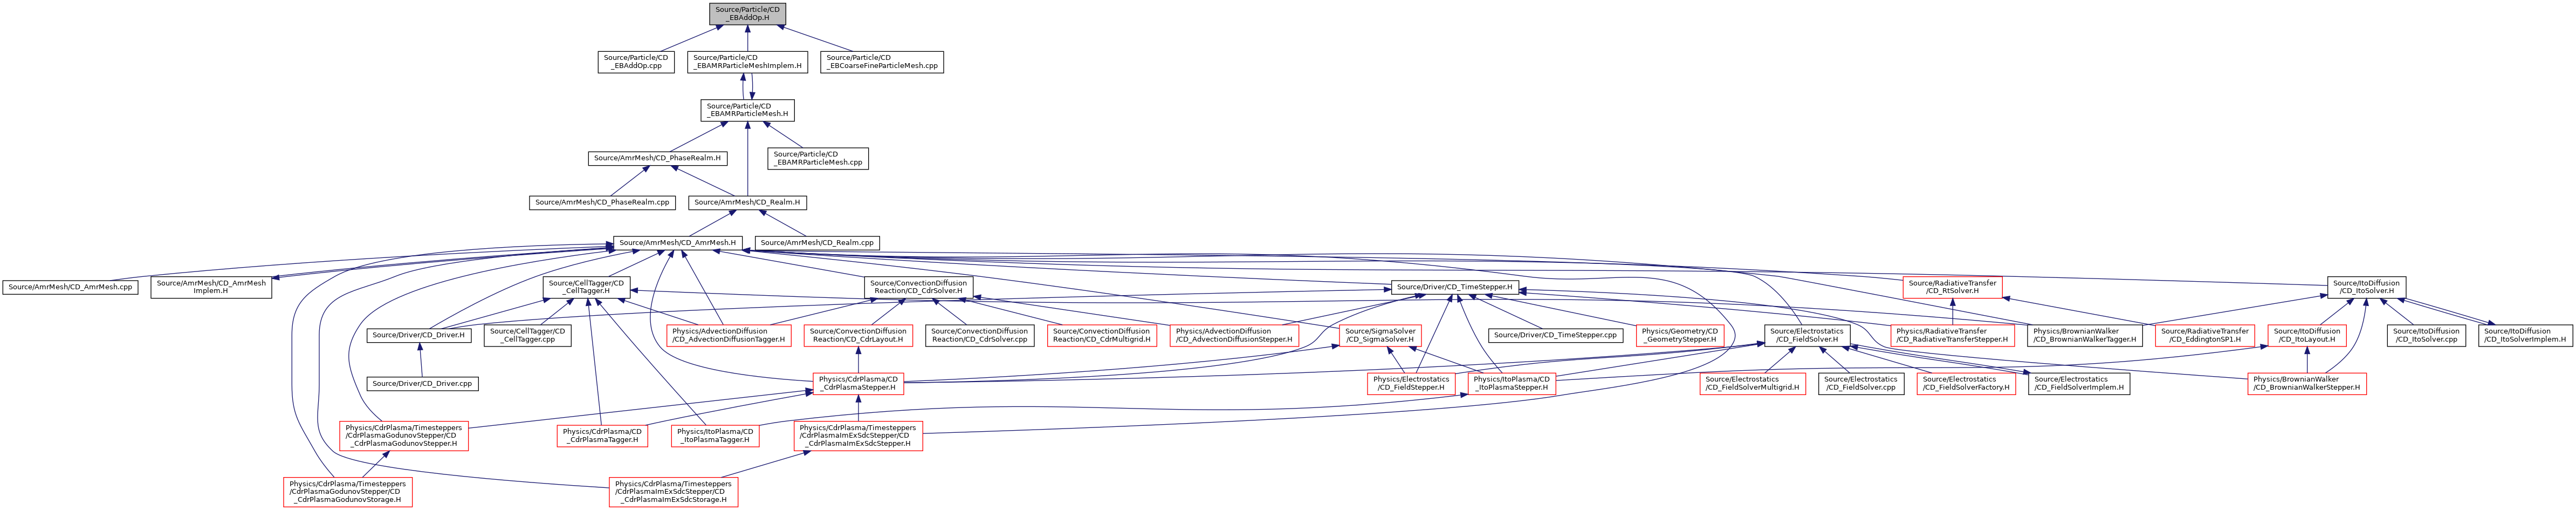 Source/Particle/CD
_EBAddOp.H
Source/Particle/CD
_EBAddOp.cpp
Source/Particle/CD
_EBAMRParticleMeshImplem.H
Source/Particle/CD
_EBCoarseFineParticleMesh.cpp
Source/Particle/CD
_EBAMRParticleMesh.H
Source/AmrMesh/CD_PhaseRealm.H
Source/Particle/CD
_EBAMRParticleMesh.cpp
Source/AmrMesh/CD_PhaseRealm.cpp
Source/AmrMesh/CD_Realm.H
Source/AmrMesh/CD_AmrMesh.H
Source/AmrMesh/CD_Realm.cpp
Source/AmrMesh/CD_AmrMesh.cpp
Source/AmrMesh/CD_AmrMesh
Implem.H
Source/CellTagger/CD
_CellTagger.H
Source/ConvectionDiffusion
Reaction/CD_CdrSolver.H
Source/Driver/CD_TimeStepper.H
Source/RadiativeTransfer
/CD_RtSolver.H
Source/ItoDiffusion
/CD_ItoSolver.H
Source/Driver/CD_Driver.H
Source/CellTagger/CD
_CellTagger.cpp
Physics/AdvectionDiffusion
/CD_AdvectionDiffusionTagger.H
Source/ConvectionDiffusion
Reaction/CD_CdrLayout.H
Source/ConvectionDiffusion
Reaction/CD_CdrSolver.cpp
Source/ConvectionDiffusion
Reaction/CD_CdrMultigrid.H
Physics/AdvectionDiffusion
/CD_AdvectionDiffusionStepper.H
Source/SigmaSolver
/CD_SigmaSolver.H
Source/Driver/CD_TimeStepper.cpp
Physics/Geometry/CD
_GeometryStepper.H
Source/Electrostatics
/CD_FieldSolver.H
Physics/RadiativeTransfer
/CD_RadiativeTransferStepper.H
Physics/BrownianWalker
/CD_BrownianWalkerTagger.H
Source/RadiativeTransfer
/CD_EddingtonSP1.H
Source/ItoDiffusion
/CD_ItoLayout.H
Source/ItoDiffusion
/CD_ItoSolver.cpp
Source/ItoDiffusion
/CD_ItoSolverImplem.H
Source/Driver/CD_Driver.cpp
Physics/CdrPlasma/CD
_CdrPlasmaStepper.H
Physics/Electrostatics
/CD_FieldStepper.H
Physics/ItoPlasma/CD
_ItoPlasmaStepper.H
Source/Electrostatics
/CD_FieldSolverMultigrid.H
Source/Electrostatics
/CD_FieldSolver.cpp
Source/Electrostatics
/CD_FieldSolverFactory.H
Source/Electrostatics
/CD_FieldSolverImplem.H
Physics/BrownianWalker
/CD_BrownianWalkerStepper.H
Physics/CdrPlasma/Timesteppers
/CdrPlasmaGodunovStepper/CD
_CdrPlasmaGodunovStepper.H
Physics/CdrPlasma/CD
_CdrPlasmaTagger.H
Physics/ItoPlasma/CD
_ItoPlasmaTagger.H
Physics/CdrPlasma/Timesteppers
/CdrPlasmaImExSdcStepper/CD
_CdrPlasmaImExSdcStepper.H
Physics/CdrPlasma/Timesteppers
/CdrPlasmaGodunovStepper/CD
_CdrPlasmaGodunovStorage.H
Physics/CdrPlasma/Timesteppers
/CdrPlasmaImExSdcStepper/CD
_CdrPlasmaImExSdcStorage.H